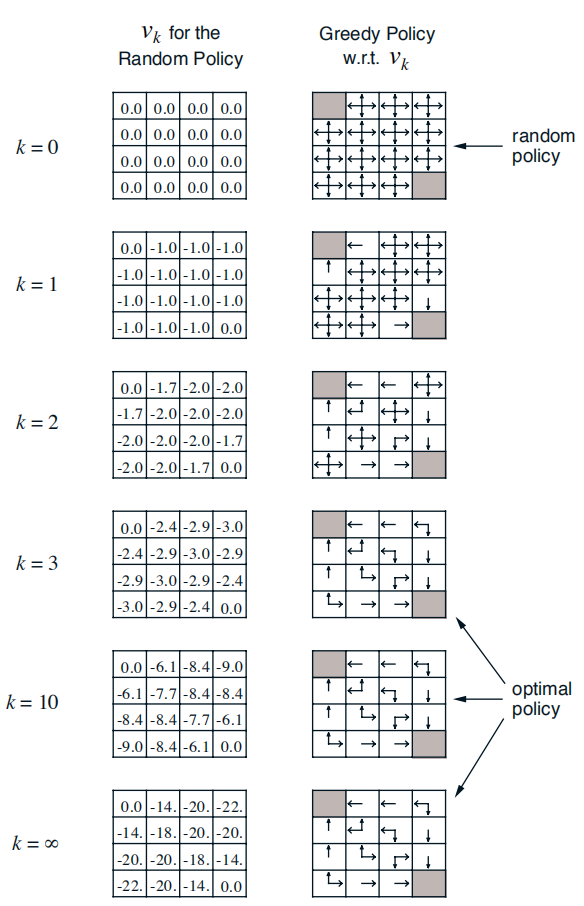 v_k for the
Random Policy
Greedy Policy
w.r.t. v_k
k = 0
0.0 0.0 0.0 0.0
0.0 0.0 0.0 0.0
0.0 0.0 0.0 0.0
0.0 0.0 0.0 0.0
random
policy
k = 1
0.0 -1.0 -1.0 -1.0
-1.0 -1.0 -1.0 -1.0
-1.0 -1.0 -1.0 -1.0
-1.0 -1.0 -1.0 0.0
k = 2
0.0 -1.7 -2.0 -2.0
-1.7 -2.0 -2.0 -2.0
-2.0 -2.0 -2.0 -1.7
-2.0 -2.0 -1.7 0.0
k = 3
0.0 -2.4 -2.9 -3.0
-2.4 -2.9 -3.0 -2.9
-2.9 -3.0 -2.9 -2.4
-3.0 -2.9 -2.4 0.0
k = 10
0.0 -6.1 -8.4 -9.0
-6.1 -7.7 -8.4 -8.4
-8.4 -8.4 -7.7 -6.1
-9.0 -8.4 -6.1 0.0
optimal
policy
k = ∞
0.0 -14. -20. -22.
-14. -18. -20. -20.
-20. -20. -18. -14.
-22. -20. -14. 0.0